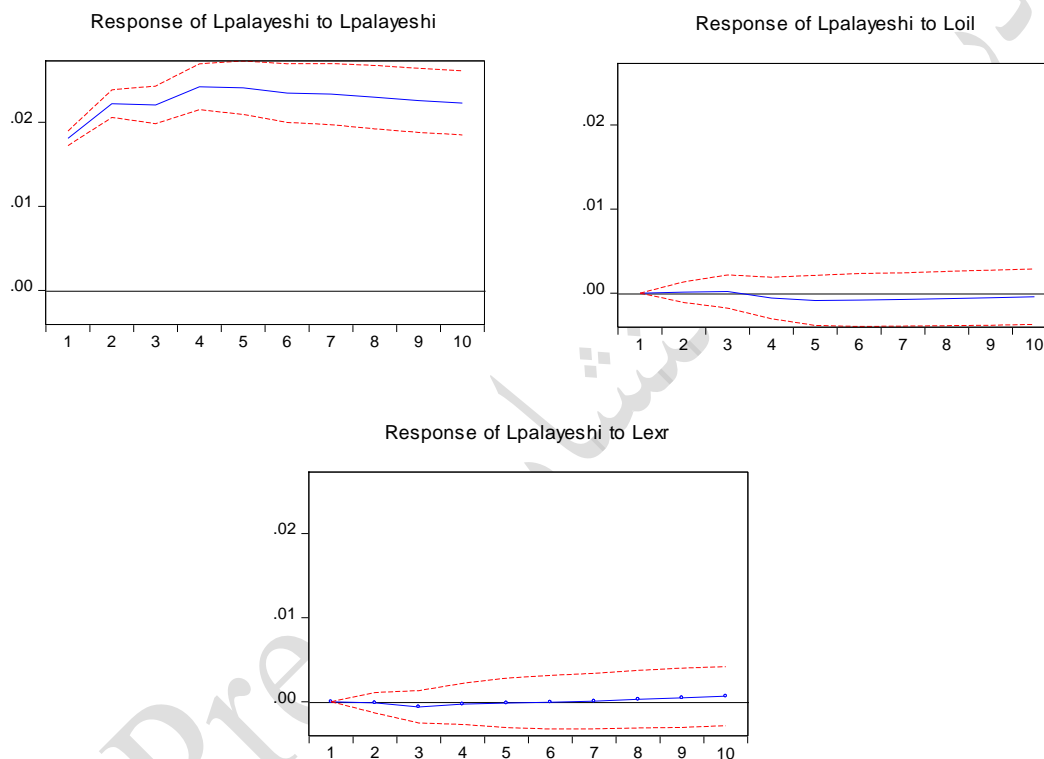 Response of Lpalayeshi to Lpalayeshi
.02
.01
.00
1 2 3 4 5 6 7 8 9 10
Response of Lpalayeshi to Loil
.02
.01
.00
1 2 3 4 5 6 7 8 9 10
Response of Lpalayeshi to Lexr
.02
.01
.00
1 2 3 4 5 6 7 8 9 10